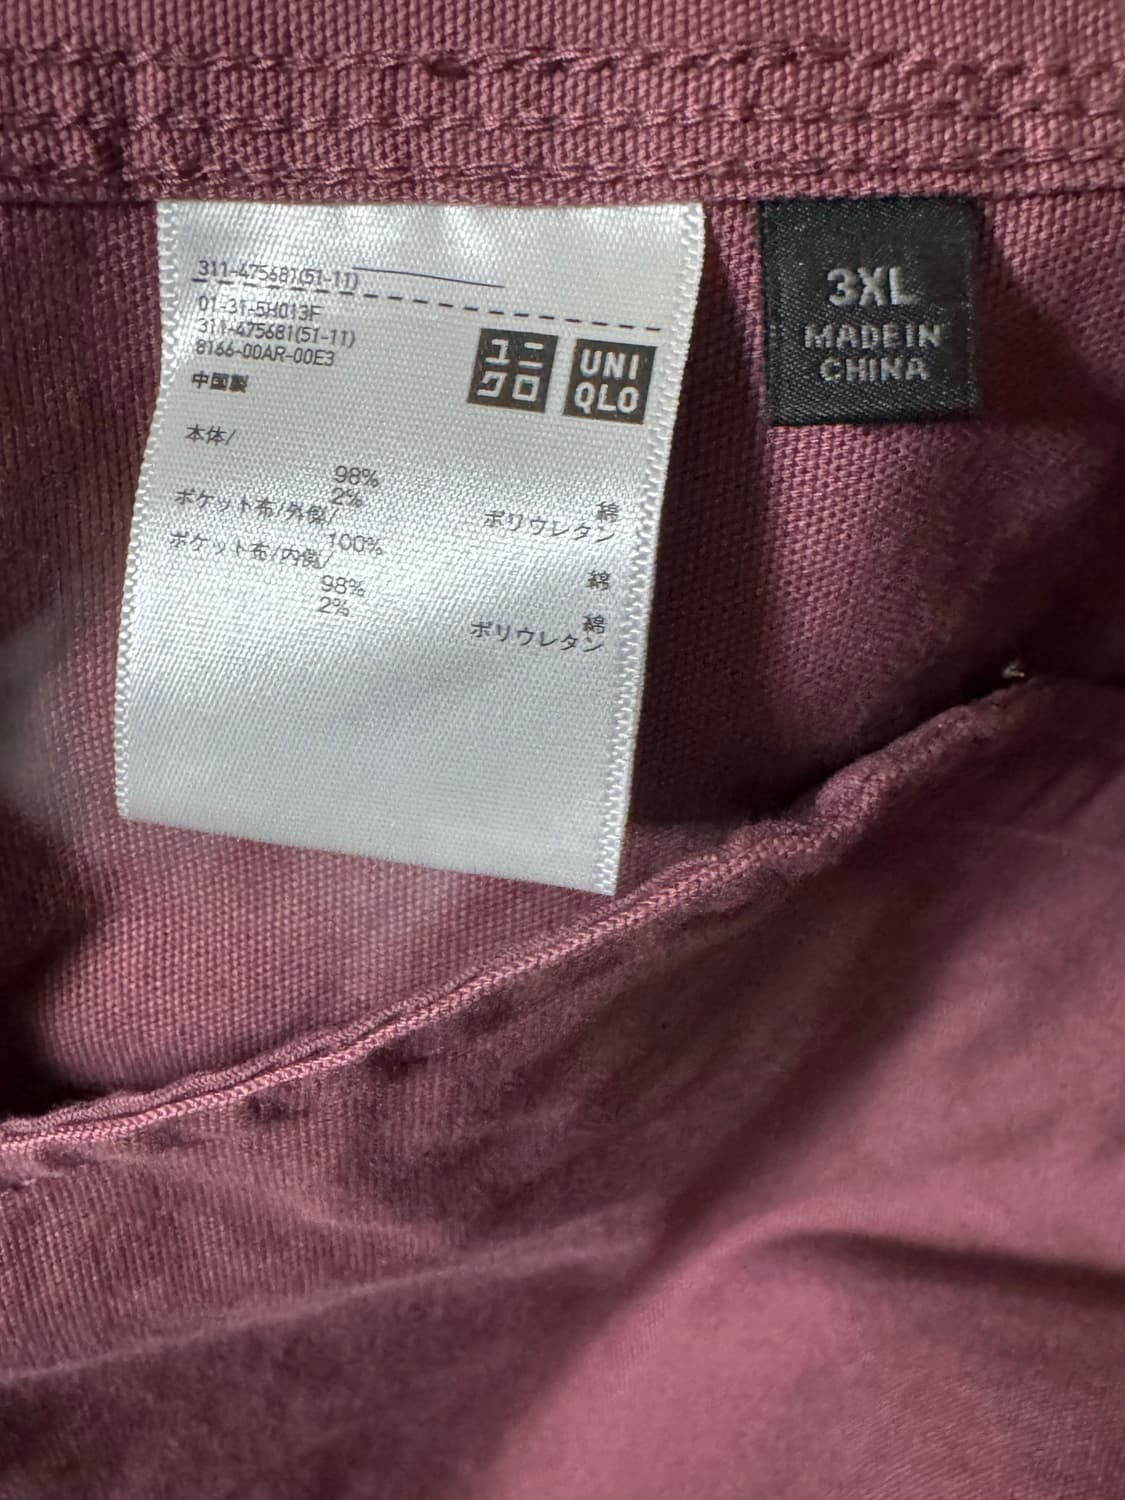 311-475681(51-11)
01-31-5H013F
311-475681(51-11)
8166-00AR-00E3
中国製
ユニ
クロ
UNI
QLO
本体/
98% 綿
2% ポリウレタン
ポケット布/外側/
100% 綿
ポケット布/内側/
98% 綿
2% ポリウレタン
3XL
MADE IN
CHINA